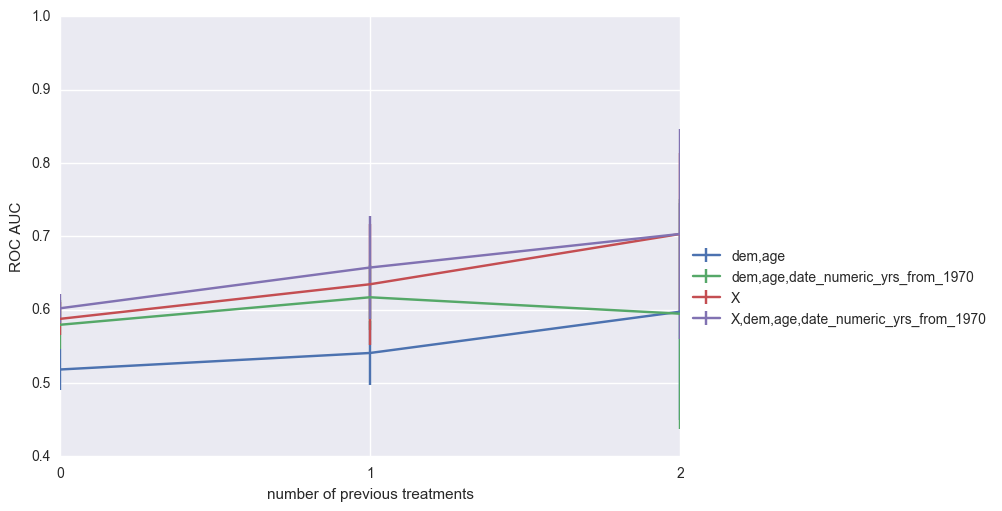 1.0
0.9
0.8
0.7
0.6
0.5
0.4
ROC AUC
0
1
2
number of previous treatments
dem,age
dem,age,date_numeric_yrs_from_1970
X
X,dem,age,date_numeric_yrs_from_1970